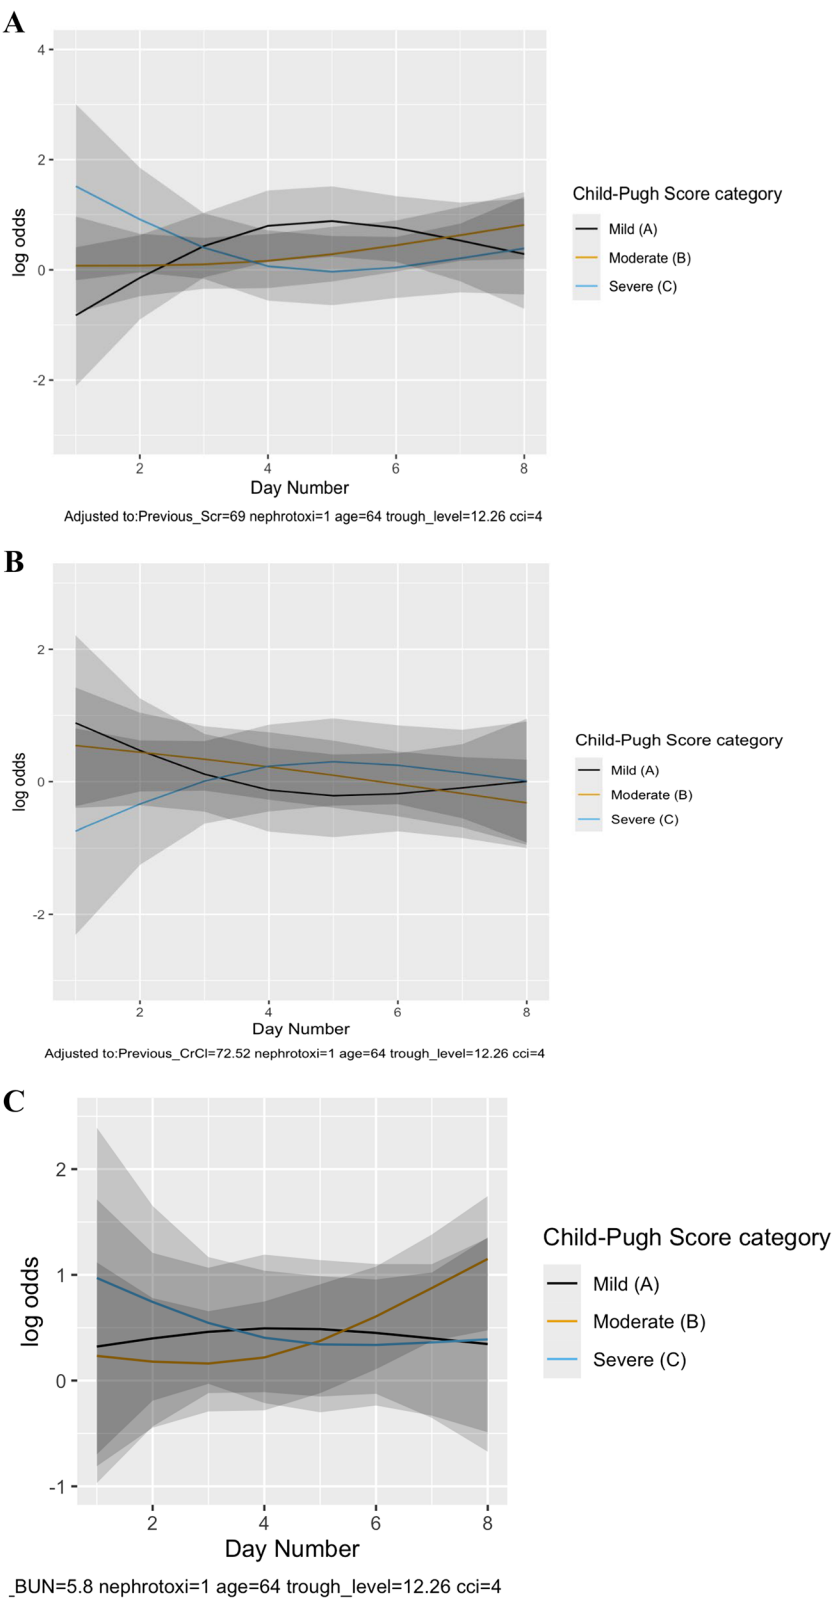 A
4
2
0
-2
log odds
2 4 6 8
Day Number
Adjusted to:Previous_Scr=69 nephrotoxi=1 age=64 trough_level=12.26 cci=4
Child-Pugh Score category
Mild (A)
Moderate (B)
Severe (C)
B
2
0
-2
log odds
2 4 6 8
Day Number
Adjusted to:Previous_CrCl=72.52 nephrotoxi=1 age=64 trough_level=12.26 cci=4
Child-Pugh Score category
Mild (A)
Moderate (B)
Severe (C)
C
2
1
0
-1
log odds
2 4 6 8
Day Number
_BUN=5.8 nephrotoxi=1 age=64 trough_level=12.26 cci=4
Child-Pugh Score category
Mild (A)
Moderate (B)
Severe (C)